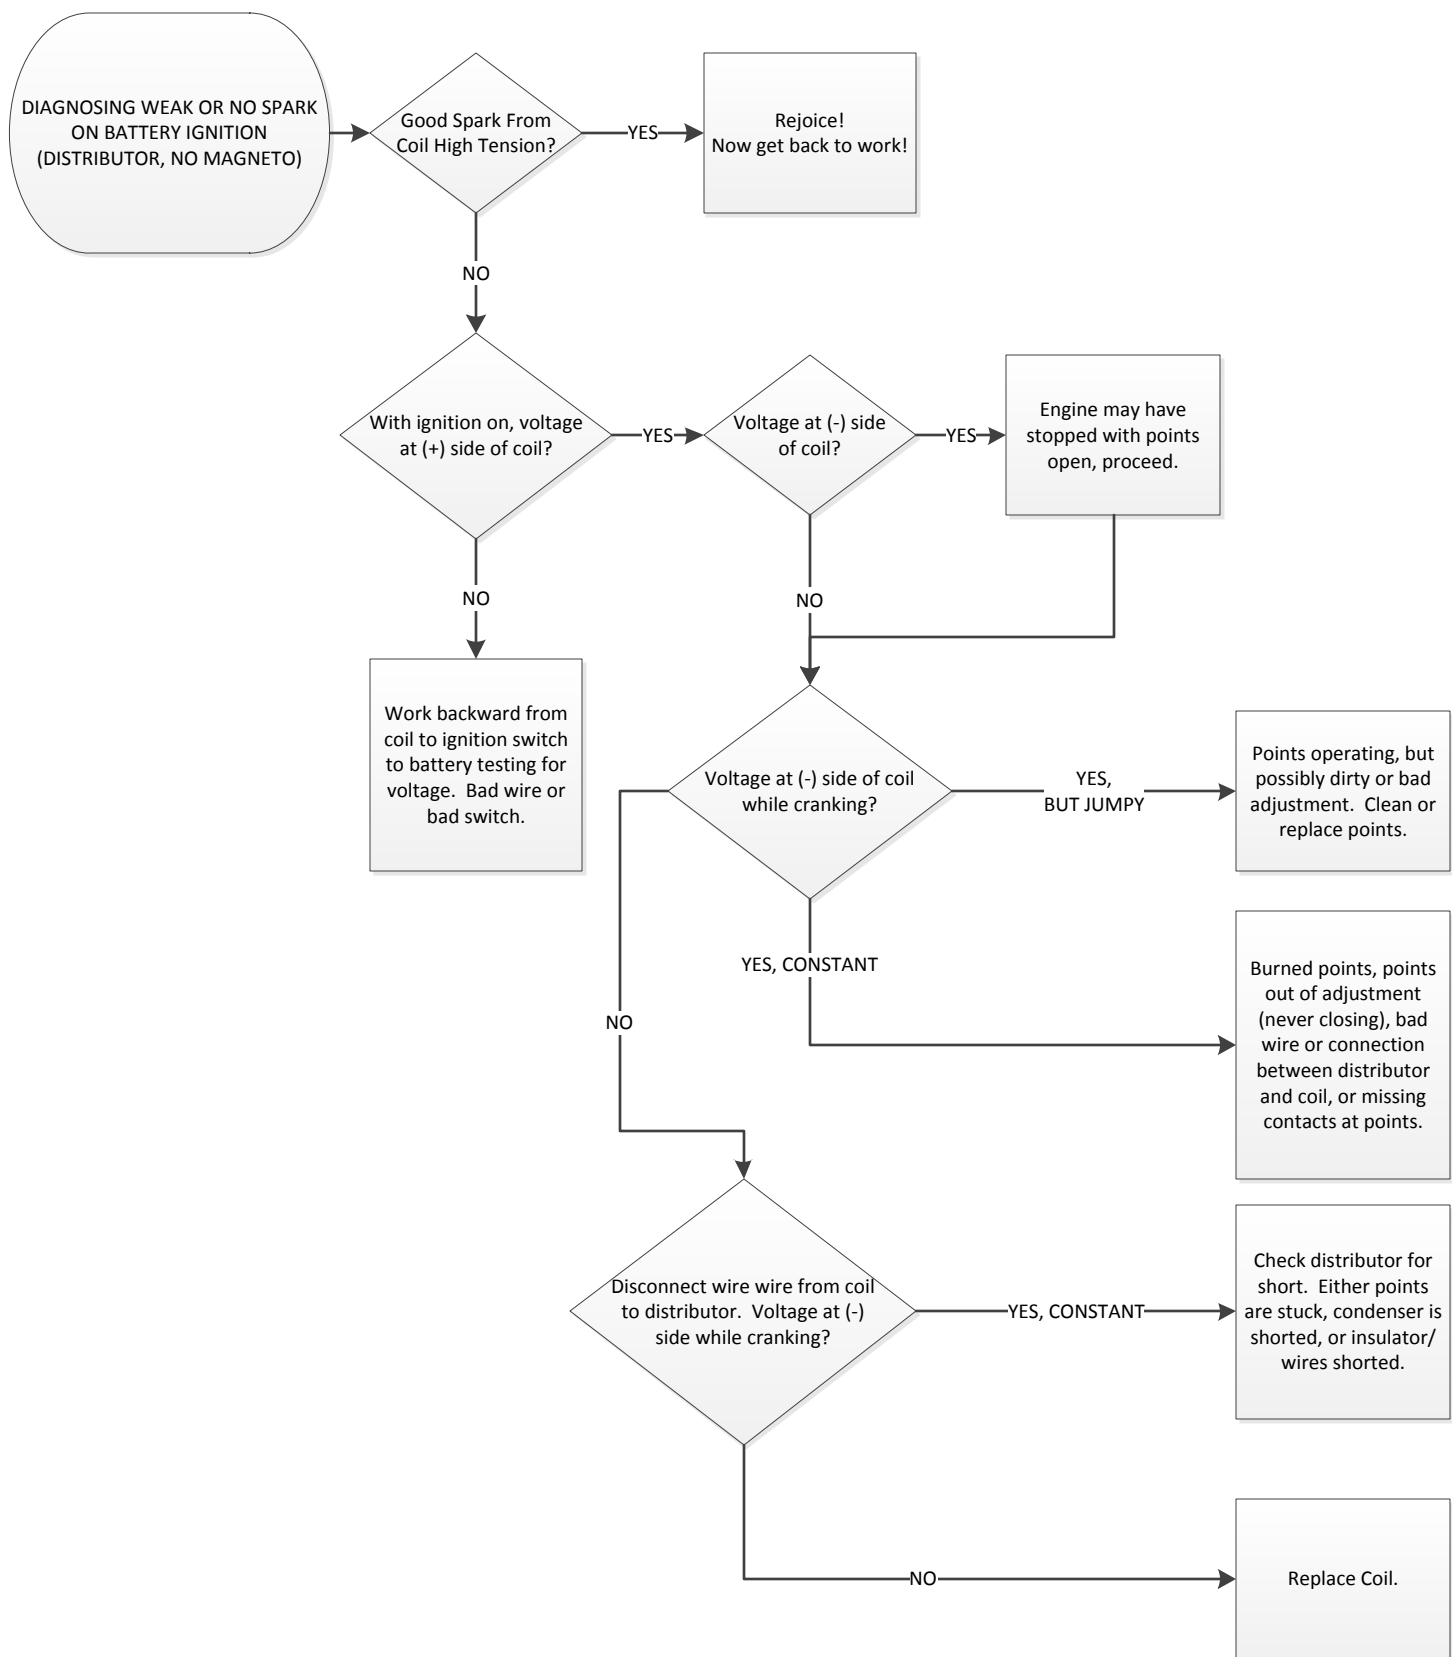 DIAGNOSING WEAK OR NO SPARK
ON BATTERY IGNITION
(DISTRIBUTOR, NO MAGNETO)
Good Spark From
Coil High Tension?
YES
Rejoice!
Now get back to work!
NO
With ignition on, voltage
at (+) side of coil?
YES
Voltage at (-) side
of coil?
YES
Engine may have
stopped with points
open, proceed.
NO
NO
Work backward from
coil to ignition switch
to battery testing for
voltage.  Bad wire or
bad switch.
Voltage at (-) side of coil
while cranking?
YES,
BUT JUMPY
Points operating, but
possibly dirty or bad
adjustment.  Clean or
replace points.
YES, CONSTANT
Burned points, points
out of adjustment
(never closing), bad
wire or connection
between distributor
and coil, or missing
contacts at points.
NO
Disconnect wire wire from coil
to distributor.  Voltage at (-)
side while cranking?
YES, CONSTANT
Check distributor for
short.  Either points
are stuck, condenser is
shorted, or insulator/
wires shorted.
NO
Replace Coil.